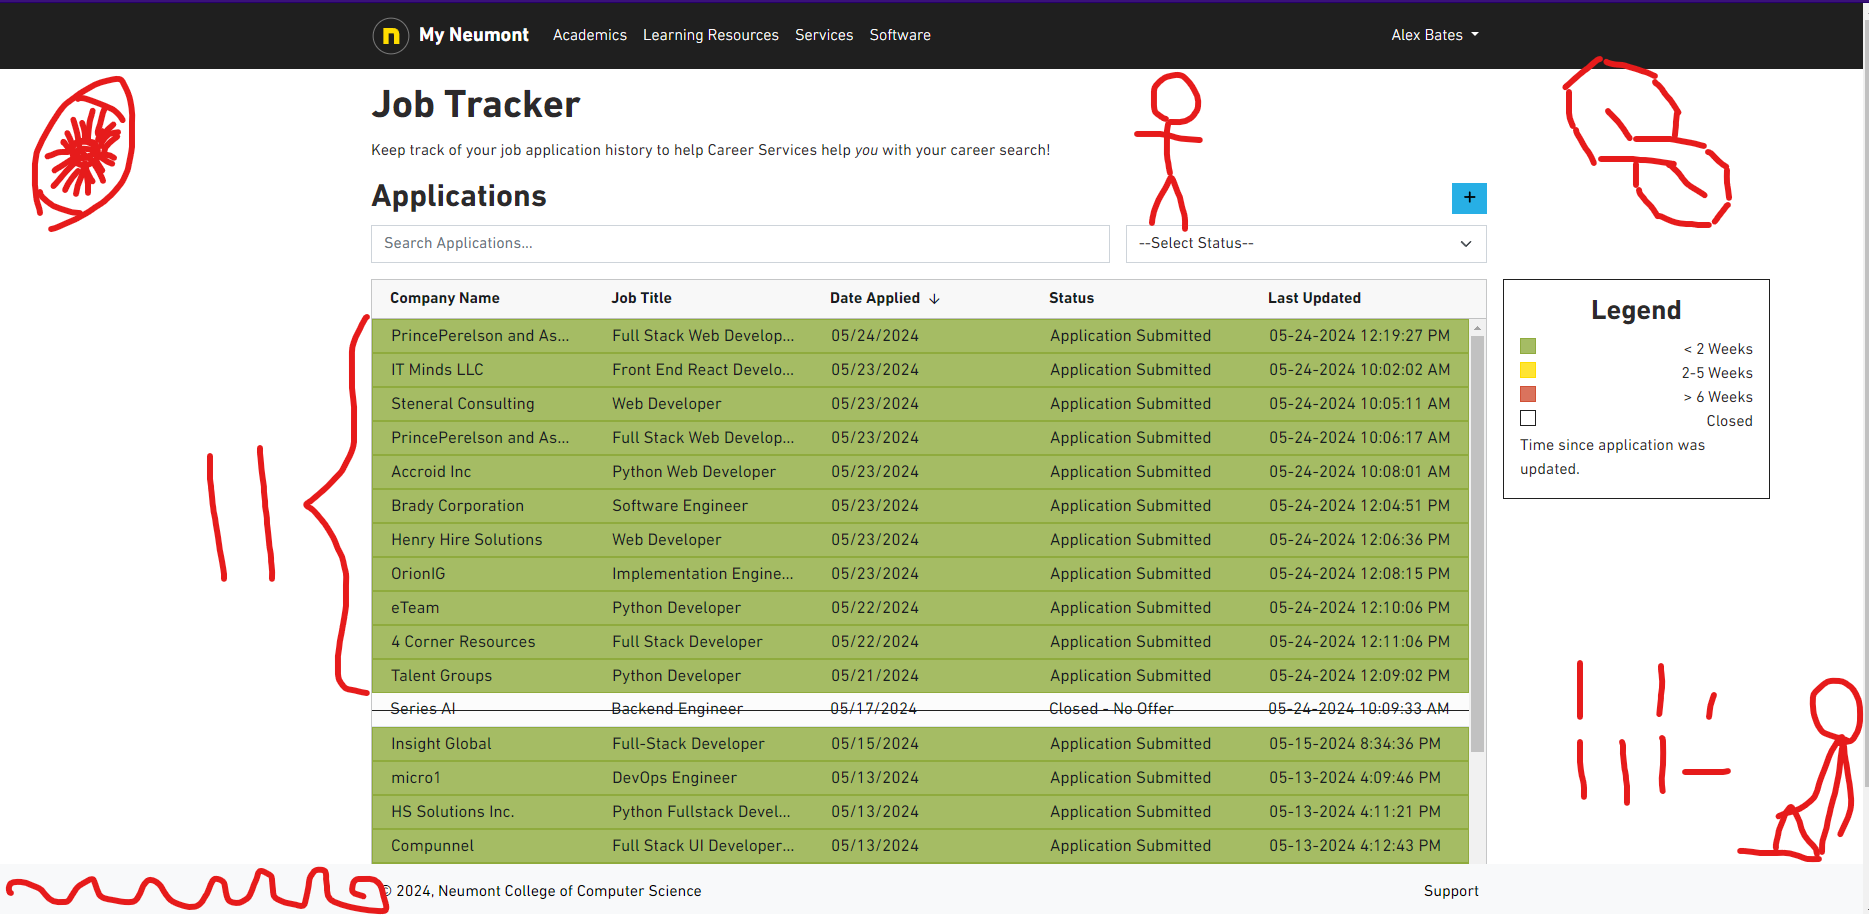 n My Neumont Academics Learning Resources Services Software Alex Bates
Job Tracker
Keep track of your job application history to help Career Services help you with your career search!
Applications +
Search Applications... --Select Status--
Company Name Job Title Date Applied Status Last Updated
PrincePerelson and As... Full Stack Web Develop... 05/24/2024 Application Submitted 05-24-2024 12:19:27 PM
IT Minds LLC Front End React Develo... 05/23/2024 Application Submitted 05-24-2024 10:02:02 AM
Steneral Consulting Web Developer 05/23/2024 Application Submitted 05-24-2024 10:05:11 AM
PrincePerelson and As... Full Stack Web Develop... 05/23/2024 Application Submitted 05-24-2024 10:06:17 AM
Accroid Inc Python Web Developer 05/23/2024 Application Submitted 05-24-2024 10:08:01 AM
Brady Corporation Software Engineer 05/23/2024 Application Submitted 05-24-2024 12:04:51 PM
Henry Hire Solutions Web Developer 05/23/2024 Application Submitted 05-24-2024 12:06:36 PM
OrionIG Implementation Engine... 05/23/2024 Application Submitted 05-24-2024 12:08:15 PM
eTeam Python Developer 05/22/2024 Application Submitted 05-24-2024 12:10:06 PM
4 Corner Resources Full Stack Developer 05/22/2024 Application Submitted 05-24-2024 12:11:06 PM
Talent Groups Python Developer 05/21/2024 Application Submitted 05-24-2024 12:09:02 PM
Series AI Backend Engineer 05/17/2024 Closed - No Offer 05-24-2024 10:09:33 AM
Insight Global Full-Stack Developer 05/15/2024 Application Submitted 05-15-2024 8:34:36 PM
micro1 DevOps Engineer 05/13/2024 Application Submitted 05-13-2024 4:09:46 PM
HS Solutions Inc. Python Fullstack Devel... 05/13/2024 Application Submitted 05-13-2024 4:11:21 PM
Compunnel Full Stack UI Developer... 05/13/2024 Application Submitted 05-13-2024 4:12:43 PM
11
Legend
< 2 Weeks
2-5 Weeks
> 6 Weeks
Closed
Time since application was
updated.
© 2024, Neumont College of Computer Science Support